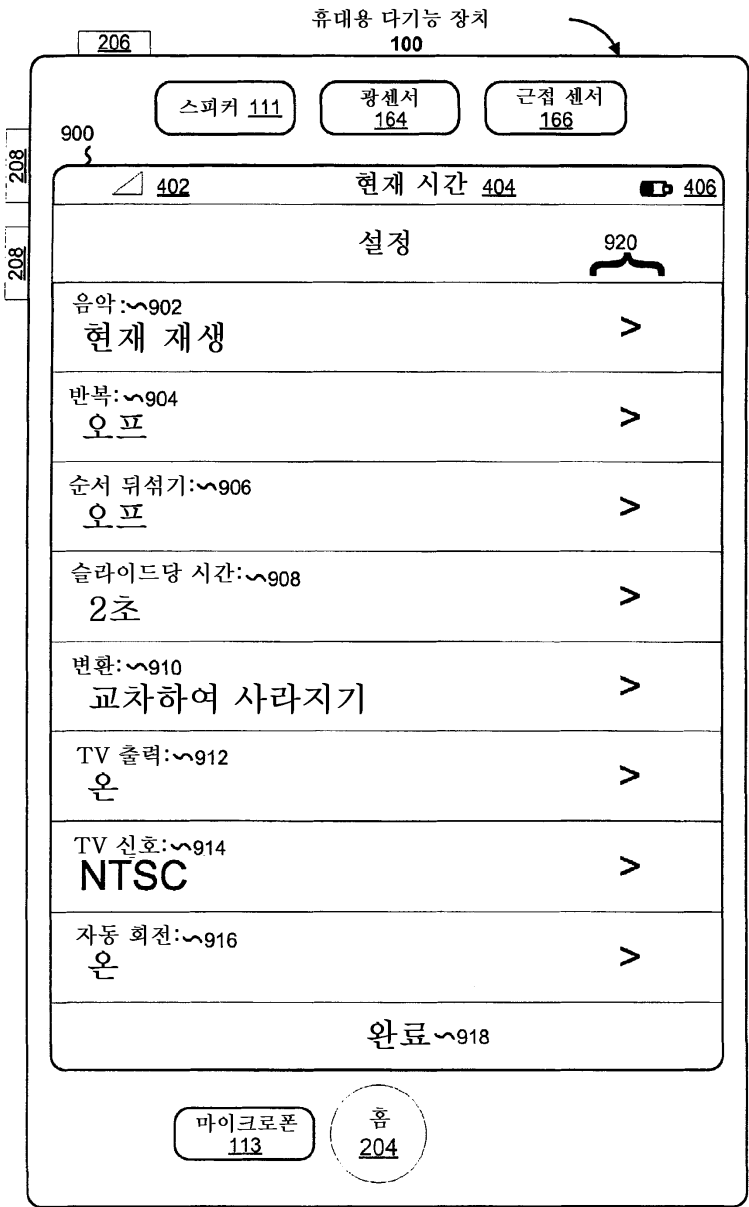 휴대용 다기능 장치
100
206
스피커 111
광센서
164
근접 센서
166
900
208
208
402
현재 시간 404
406
설정
920
음악:902
현재 재생
>
반복:904
오프
>
순서 뒤섞기:906
오프
>
슬라이드당 시간:908
2초
>
변환:910
교차하여 사라지기
>
TV 출력:912
온
>
TV 신호:914
NTSC
>
자동 회전:916
온
>
완료918
마이크로폰
113
홈
204